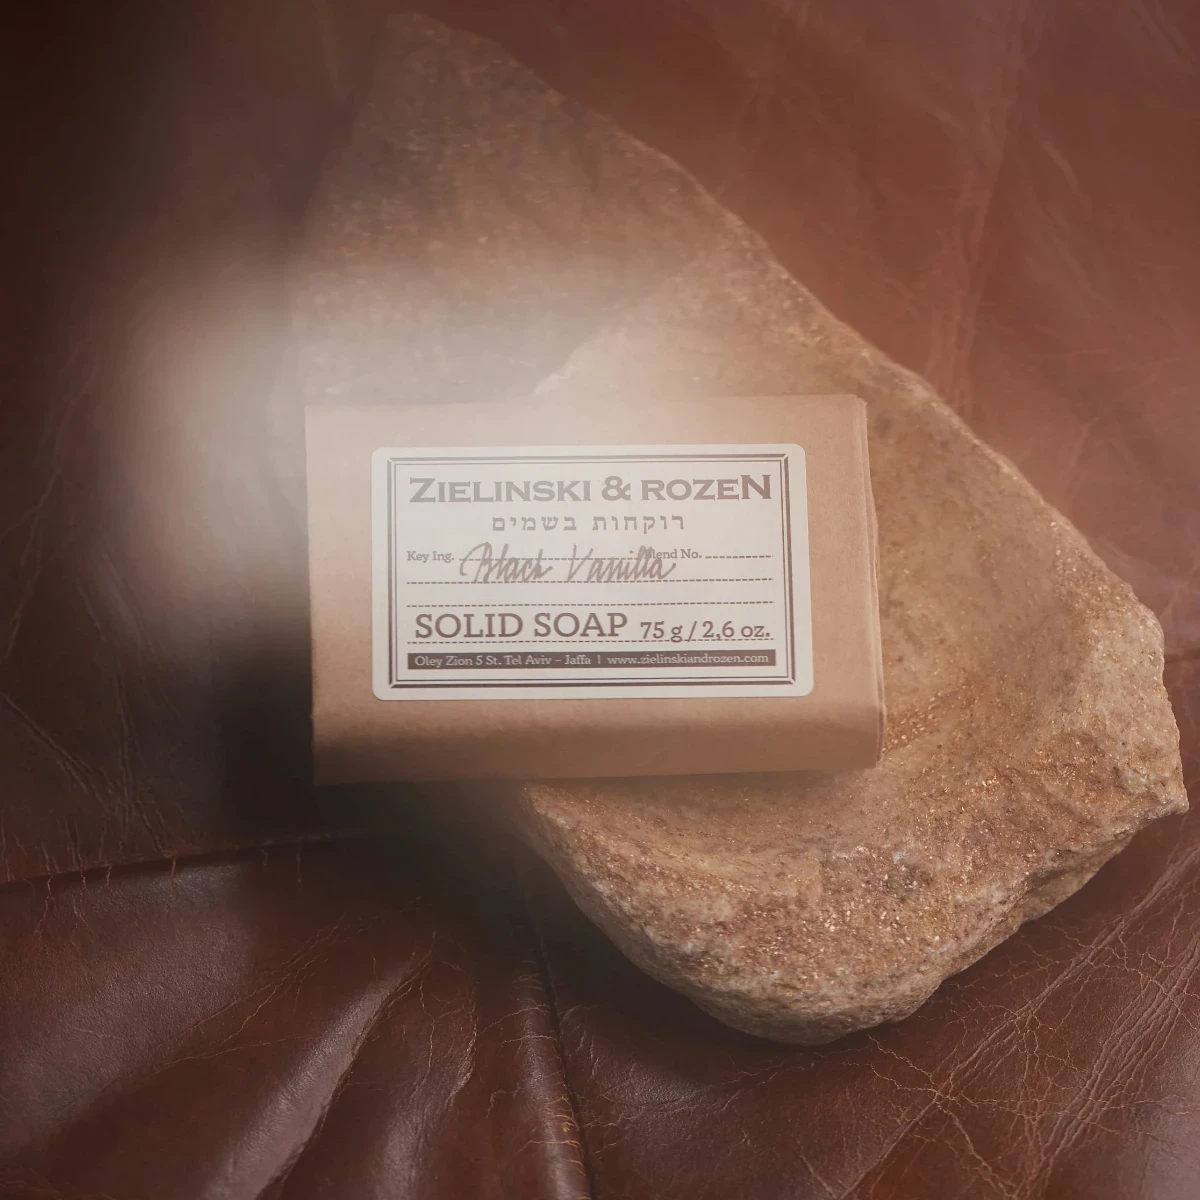 ZIELINSKI & ROZEN
רוקחות בשמים
Key Ing. Black Vanilla Blend No.
SOLID SOAP 75 g / 2,6 oz.
Oley Zion 5 St. Tel Aviv - Jaffa | www.zielinskiandrozen.com